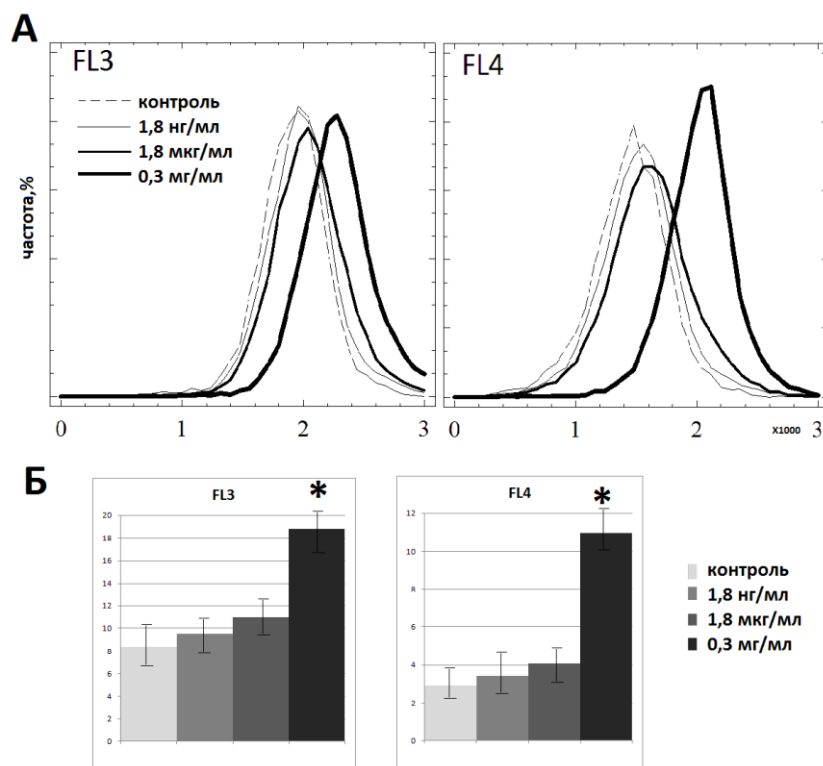 А
FL3
FL4
контроль
1,8 нг/мл
1,8 мкг/мл
0,3 мг/мл
частота,%
0 1 2 3
0 1 2 X1000 3
Б
FL3
*
20
18
16
14
12
10
8
6
4
2
0
FL4
*
12
10
8
6
4
2
0
контроль
1,8 нг/мл
1,8 мкг/мл
0,3 мг/мл